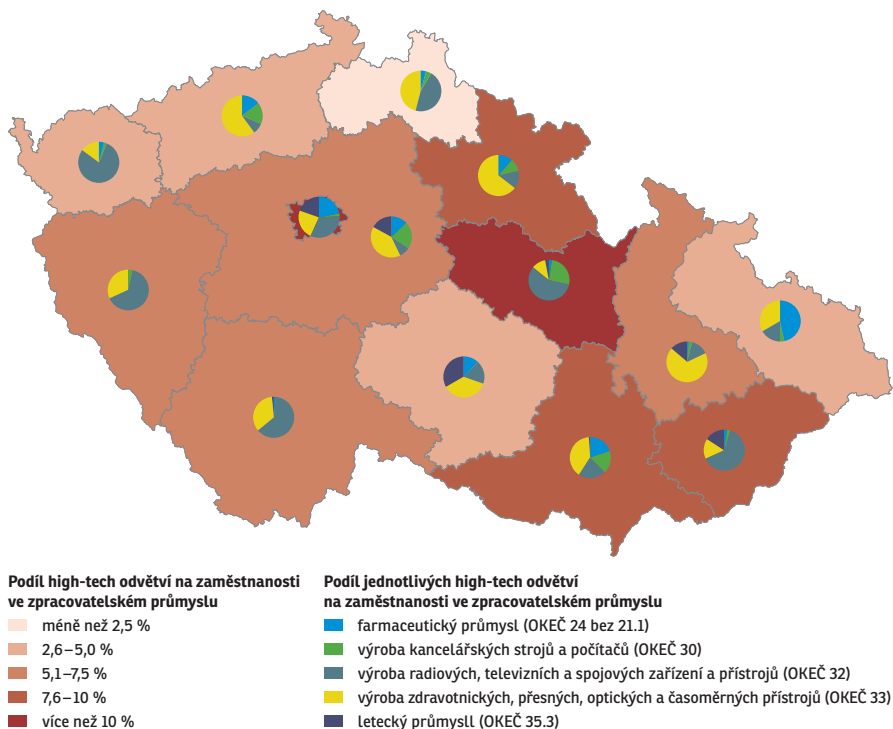 Podíl high-tech odvětví na zaměstnanosti
ve zpracovatelském průmyslu
méně než 2,5 %
2,6–5,0 %
5,1–7,5 %
7,6–10 %
více než 10 %
Podíl jednotlivých high-tech odvětví
na zaměstnanosti ve zpracovatelském průmyslu
farmaceutický průmysl (OKEČ 24 bez 21.1)
výroba kancelářských strojů a počítačů (OKEČ 30)
výroba radiových, televizních a spojových zařízení a přístrojů (OKEČ 32)
výroba zdravotnických, přesných, optických a časoměrných přístrojů (OKEČ 33)
letecký průmysll (OKEČ 35.3)